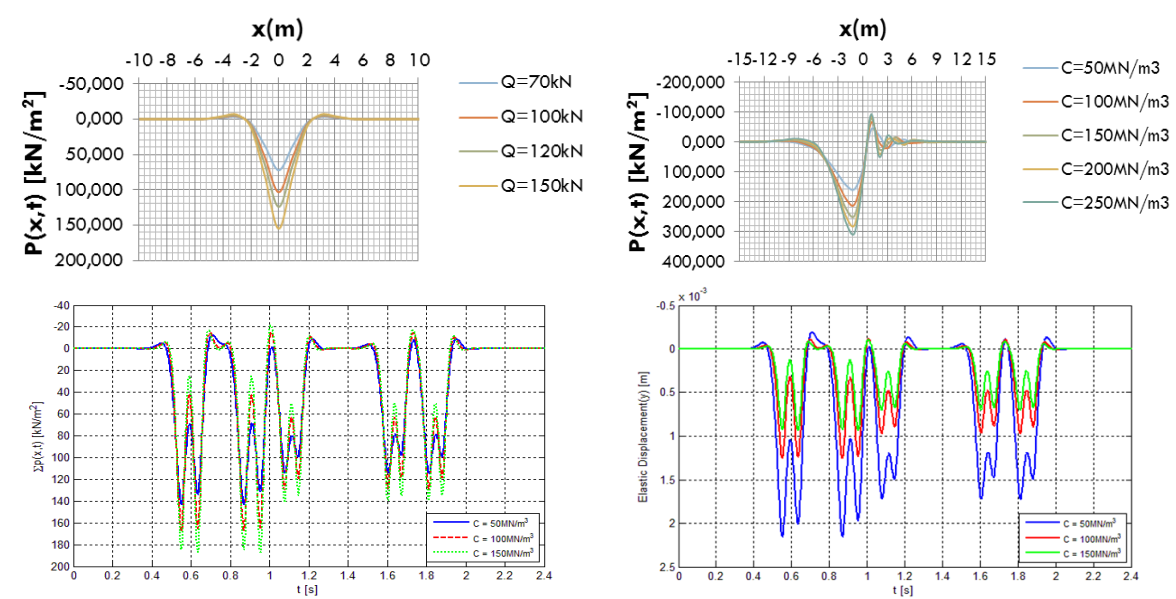 x(m)
-10 -8 -6 -4 -2 0 2 4 6 8 10
P(x,t) [kN/m²]
-50,000
0,000
50,000
100,000
150,000
200,000
Q=70kN
Q=100kN
Q=120kN
Q=150kN
x(m)
-15 -12 -9 -6 -3 0 3 6 9 12 15
P(x,t) [kN/m²]
-200,000
-100,000
0,000
100,000
200,000
300,000
400,000
C=50MN/m3
C=100MN/m3
C=150MN/m3
C=200MN/m3
C=250MN/m3
Σp(x,t) [kN/m²]
-40
-20
0
20
40
60
80
100
120
140
160
180
200
C = 50MN/m³
C = 100MN/m³
C = 150MN/m³
0 0.2 0.4 0.6 0.8 1 1.2 1.4 1.6 1.8 2 2.2 2.4
t [s]
x 10⁻³
Elastic Displacement(y) [m]
-0.5
0
0.5
1
1.5
2
2.5
C = 50MN/m³
C = 100MN/m³
C = 150MN/m³
0 0.2 0.4 0.6 0.8 1 1.2 1.4 1.6 1.8 2 2.2 2.4
t [s]